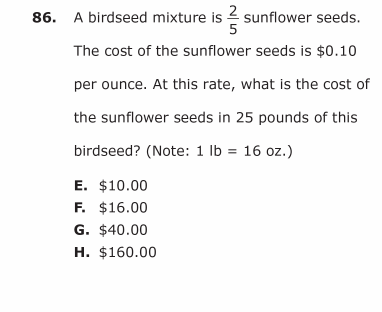 86. A birdseed mixture is 2/5 sunflower seeds.
The cost of the sunflower seeds is $0.10
per ounce. At this rate, what is the cost of
the sunflower seeds in 25 pounds of this
birdseed? (Note: 1 lb = 16 oz.)
E. $10.00
F. $16.00
G. $40.00
H. $160.00